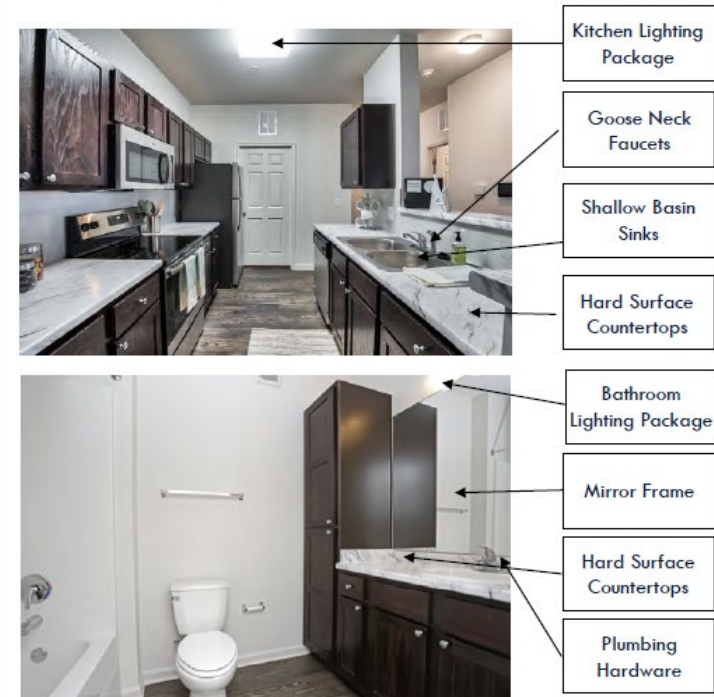 Kitchen Lighting
Package
Goose Neck
Faucets
Shallow Basin
Sinks
Hard Surface
Countertops
Bathroom
Lighting Package
Mirror Frame
Hard Surface
Countertops
Plumbing
Hardware